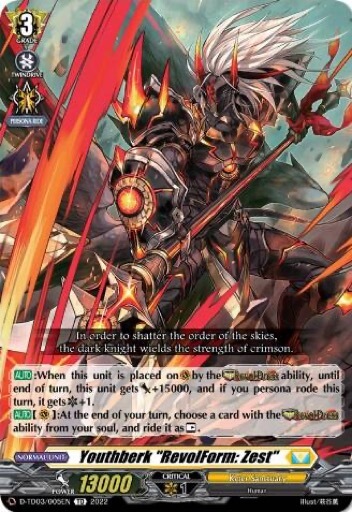 3
GRADE
TWINDRIVE
PERSONA RIDE
In order to shatter the order of the skies,
the dark knight wields the strength of crimson.
AUTO :When this unit is placed on by the RevolDress ability, until
end of turn, this unit gets +15000, and if you persona rode this
turn, it gets +1.
AUTO :At the end of your turn, choose a card with the RevolDress
ability from your soul, and ride it as .
NORMAL UNIT
Youthberk "RevolForm: Zest"
POWER
13000
CRITICAL
1
Keter Sanctuary
Human
D-TD03/005EN TD 2022